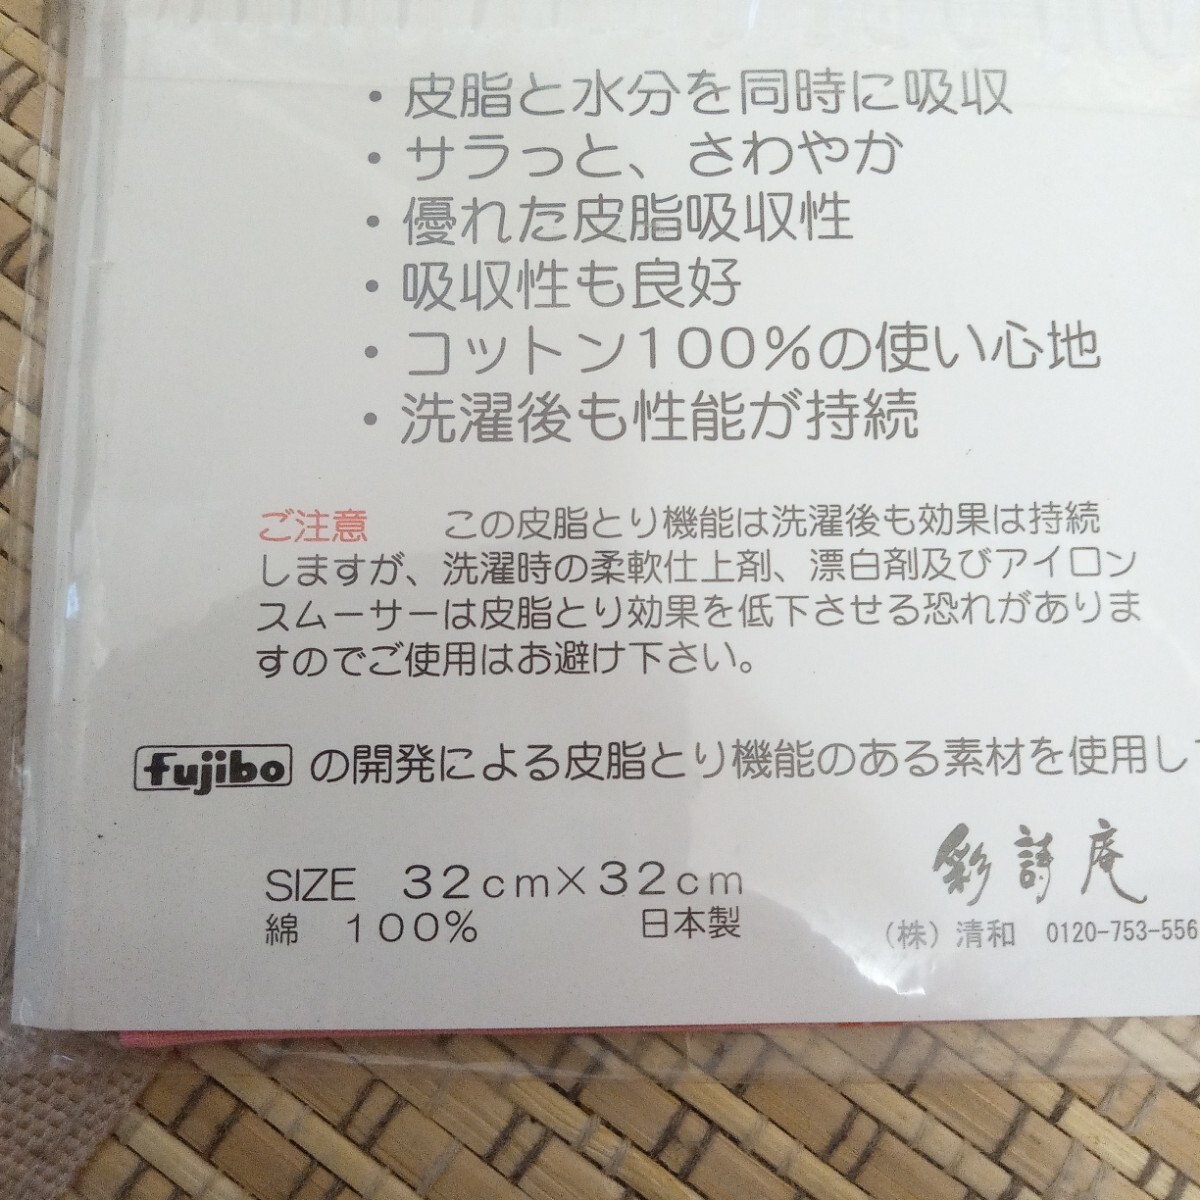 ・皮脂と水分を同時に吸収
・サラっと、さわやか
・優れた皮脂吸収性
・吸収性も良好
・コットン100%の使い心地
・洗濯後も性能が持続
ご注意　この皮脂とり機能は洗濯後も効果は持続
しますが、洗濯時の柔軟仕上剤、漂白剤及びアイロン
スムーサーは皮脂とり効果を低下させる恐れがありま
すのでご使用はお避け下さい。
fujibo の開発による皮脂とり機能のある素材を使用し
彩詩庵
SIZE　32cm×32cm
綿　100%　日本製
（株）清和　0120-753-556